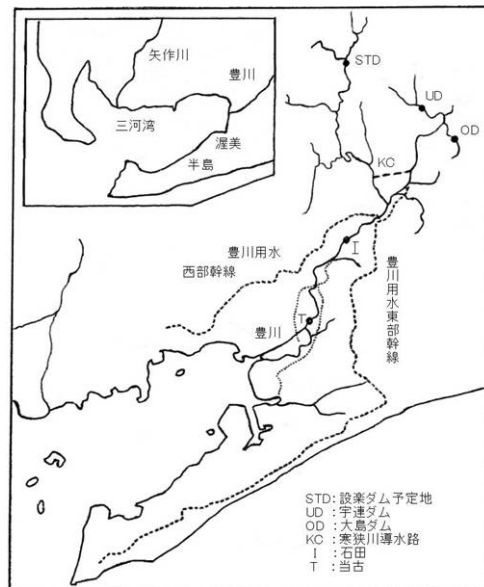 矢作川
豊川
三河湾
渥美
半島
STD
UD
OD
KC
I
豊川用水
西部幹線
豊川用水東部幹線
豊川
T
STD:設楽ダム予定地
UD:宇連ダム
OD:大島ダム
KC:寒狭川導水路
I:石田
T:当古